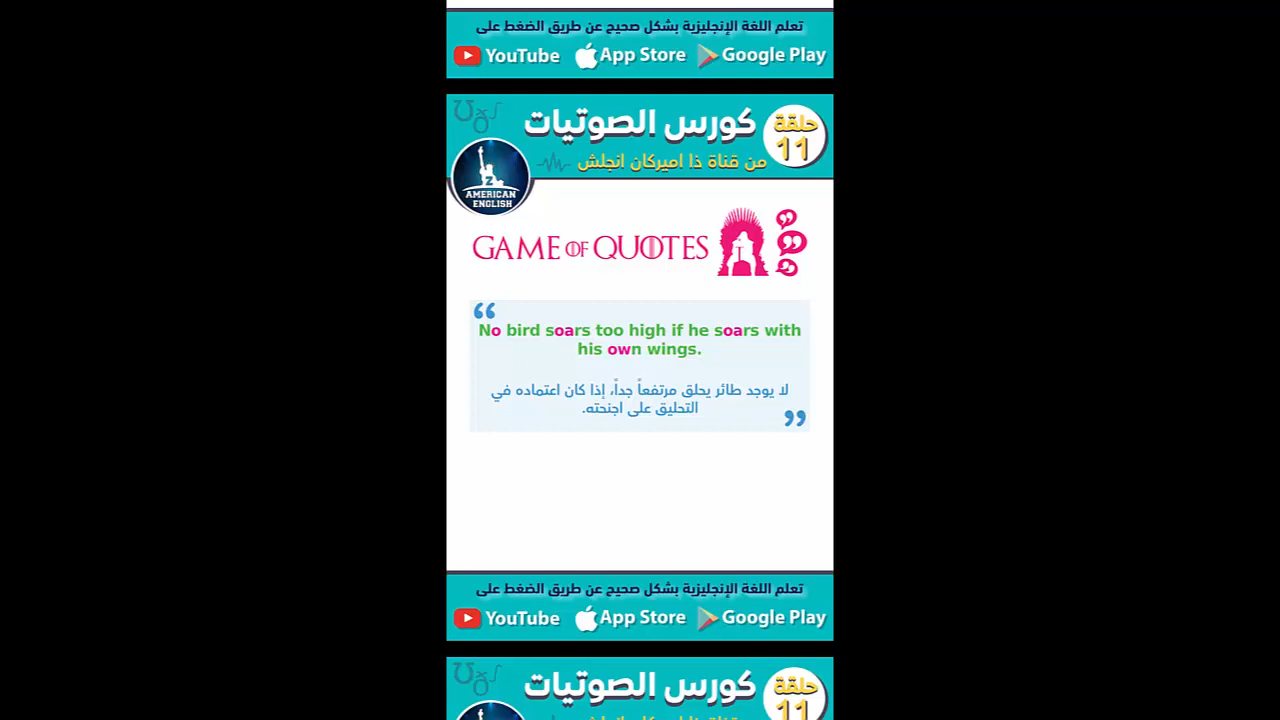 تعلم اللغة الإنجليزية بشكل صحيح عن طريق الضغط على
YouTube App Store Google Play
كورس الصوتيات
حلقة 11
من قناة ذا اميركان انجلش
Z
AMERICAN
ENGLISH
GAME OF QUOTES
“
No bird soars too high if he soars with
his own wings.
لا يوجد طائر يحلق مرتفعاً جداً، إذا كان اعتماده في
التحليق على اجنحته.
”
تعلم اللغة الإنجليزية بشكل صحيح عن طريق الضغط على
YouTube App Store Google Play
كورس الصوتيات
حلقة 11